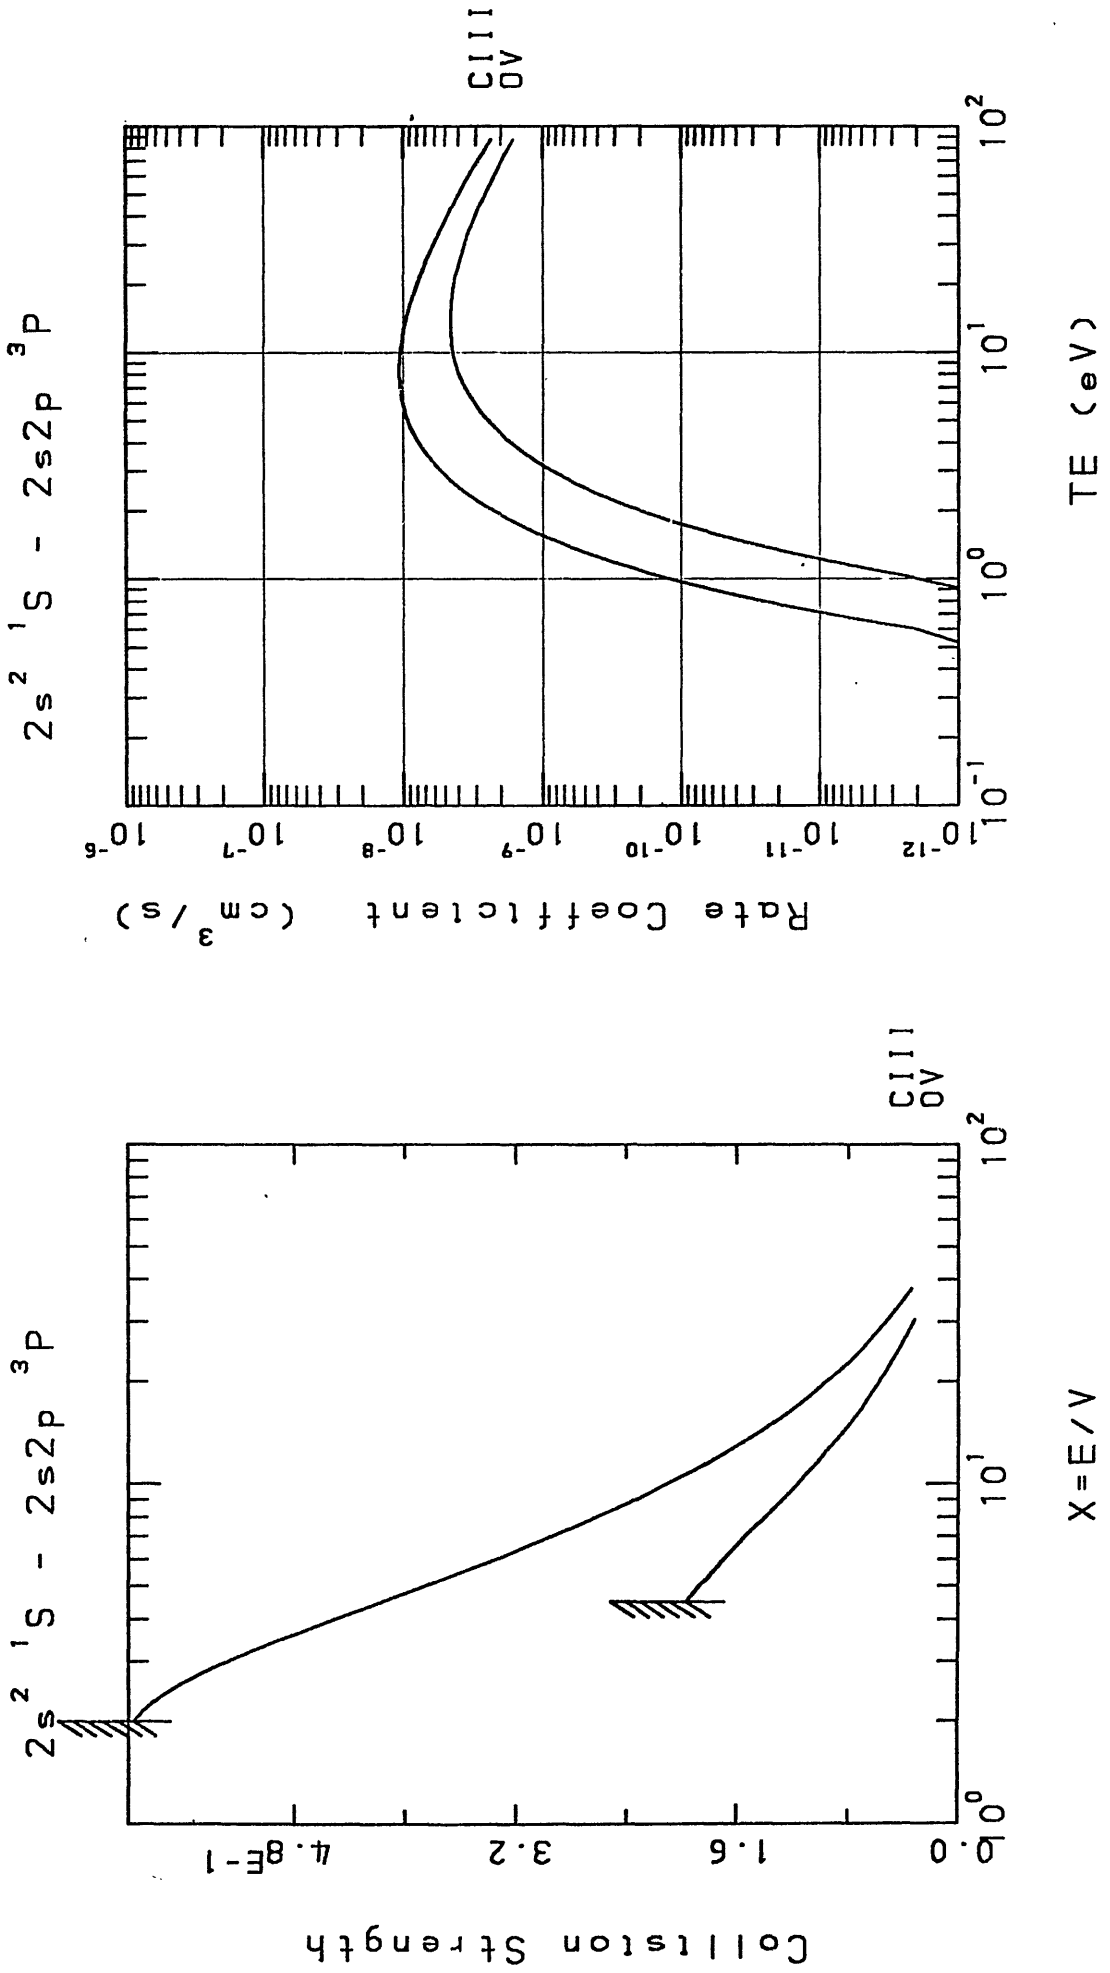 2s² ¹S - 2s2p ³P
Collision Strength
4.8E-1
3.2
1.6
0.0
10⁰
10¹
10²
X=E/V
CIII
OV
2s² ¹S - 2s2p ³P
Rate Coefficient (cm³/s)
10⁻⁶
10⁻⁷
10⁻⁸
10⁻⁹
10⁻¹⁰
10⁻¹¹
10⁻¹²
10⁻¹
10⁰
10¹
10²
TE (eV)
CIII
OV